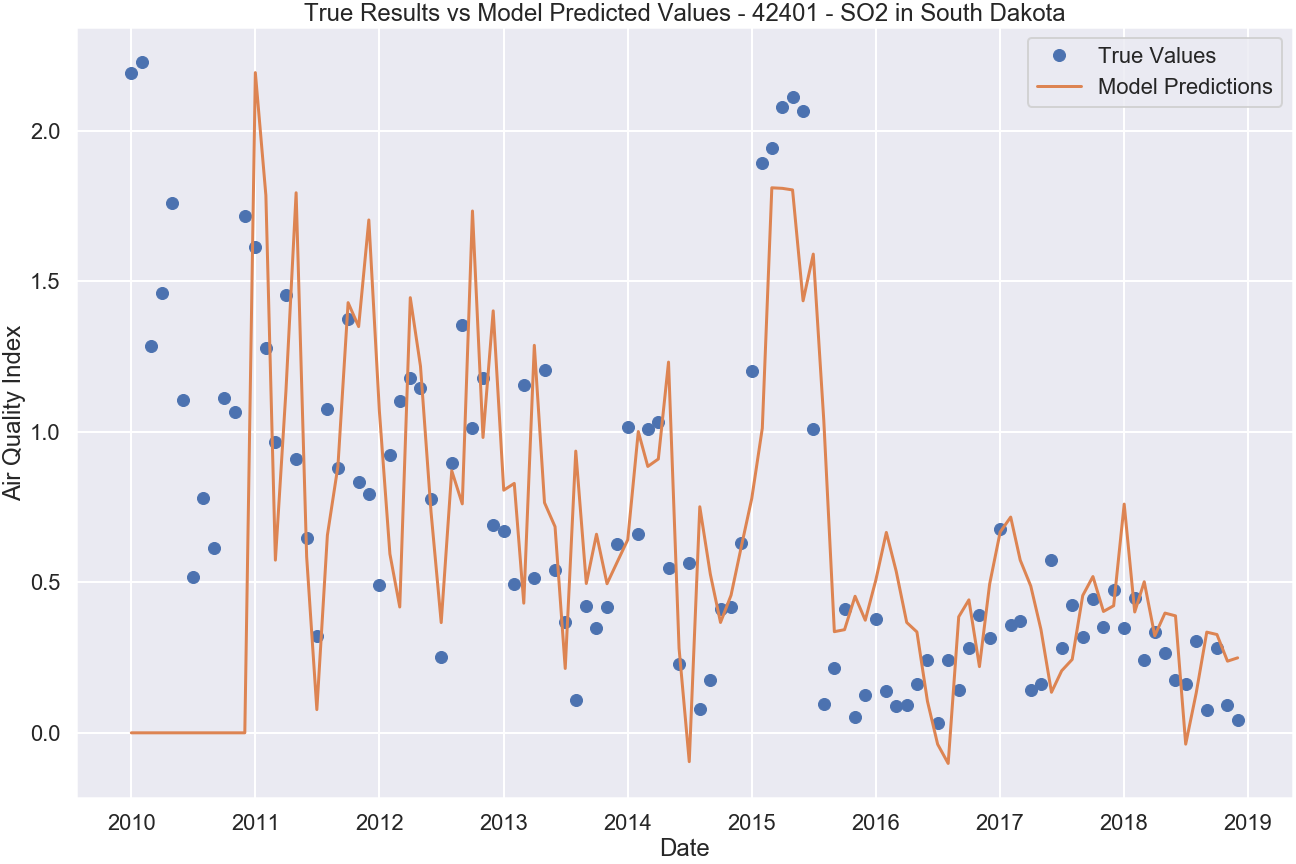 True Results vs Model Predicted Values - 42401 - SO2 in South Dakota
True Values
Model Predictions
Air Quality Index
2.0
1.5
1.0
0.5
0.0
2010 2011 2012 2013 2014 2015 2016 2017 2018 2019
Date